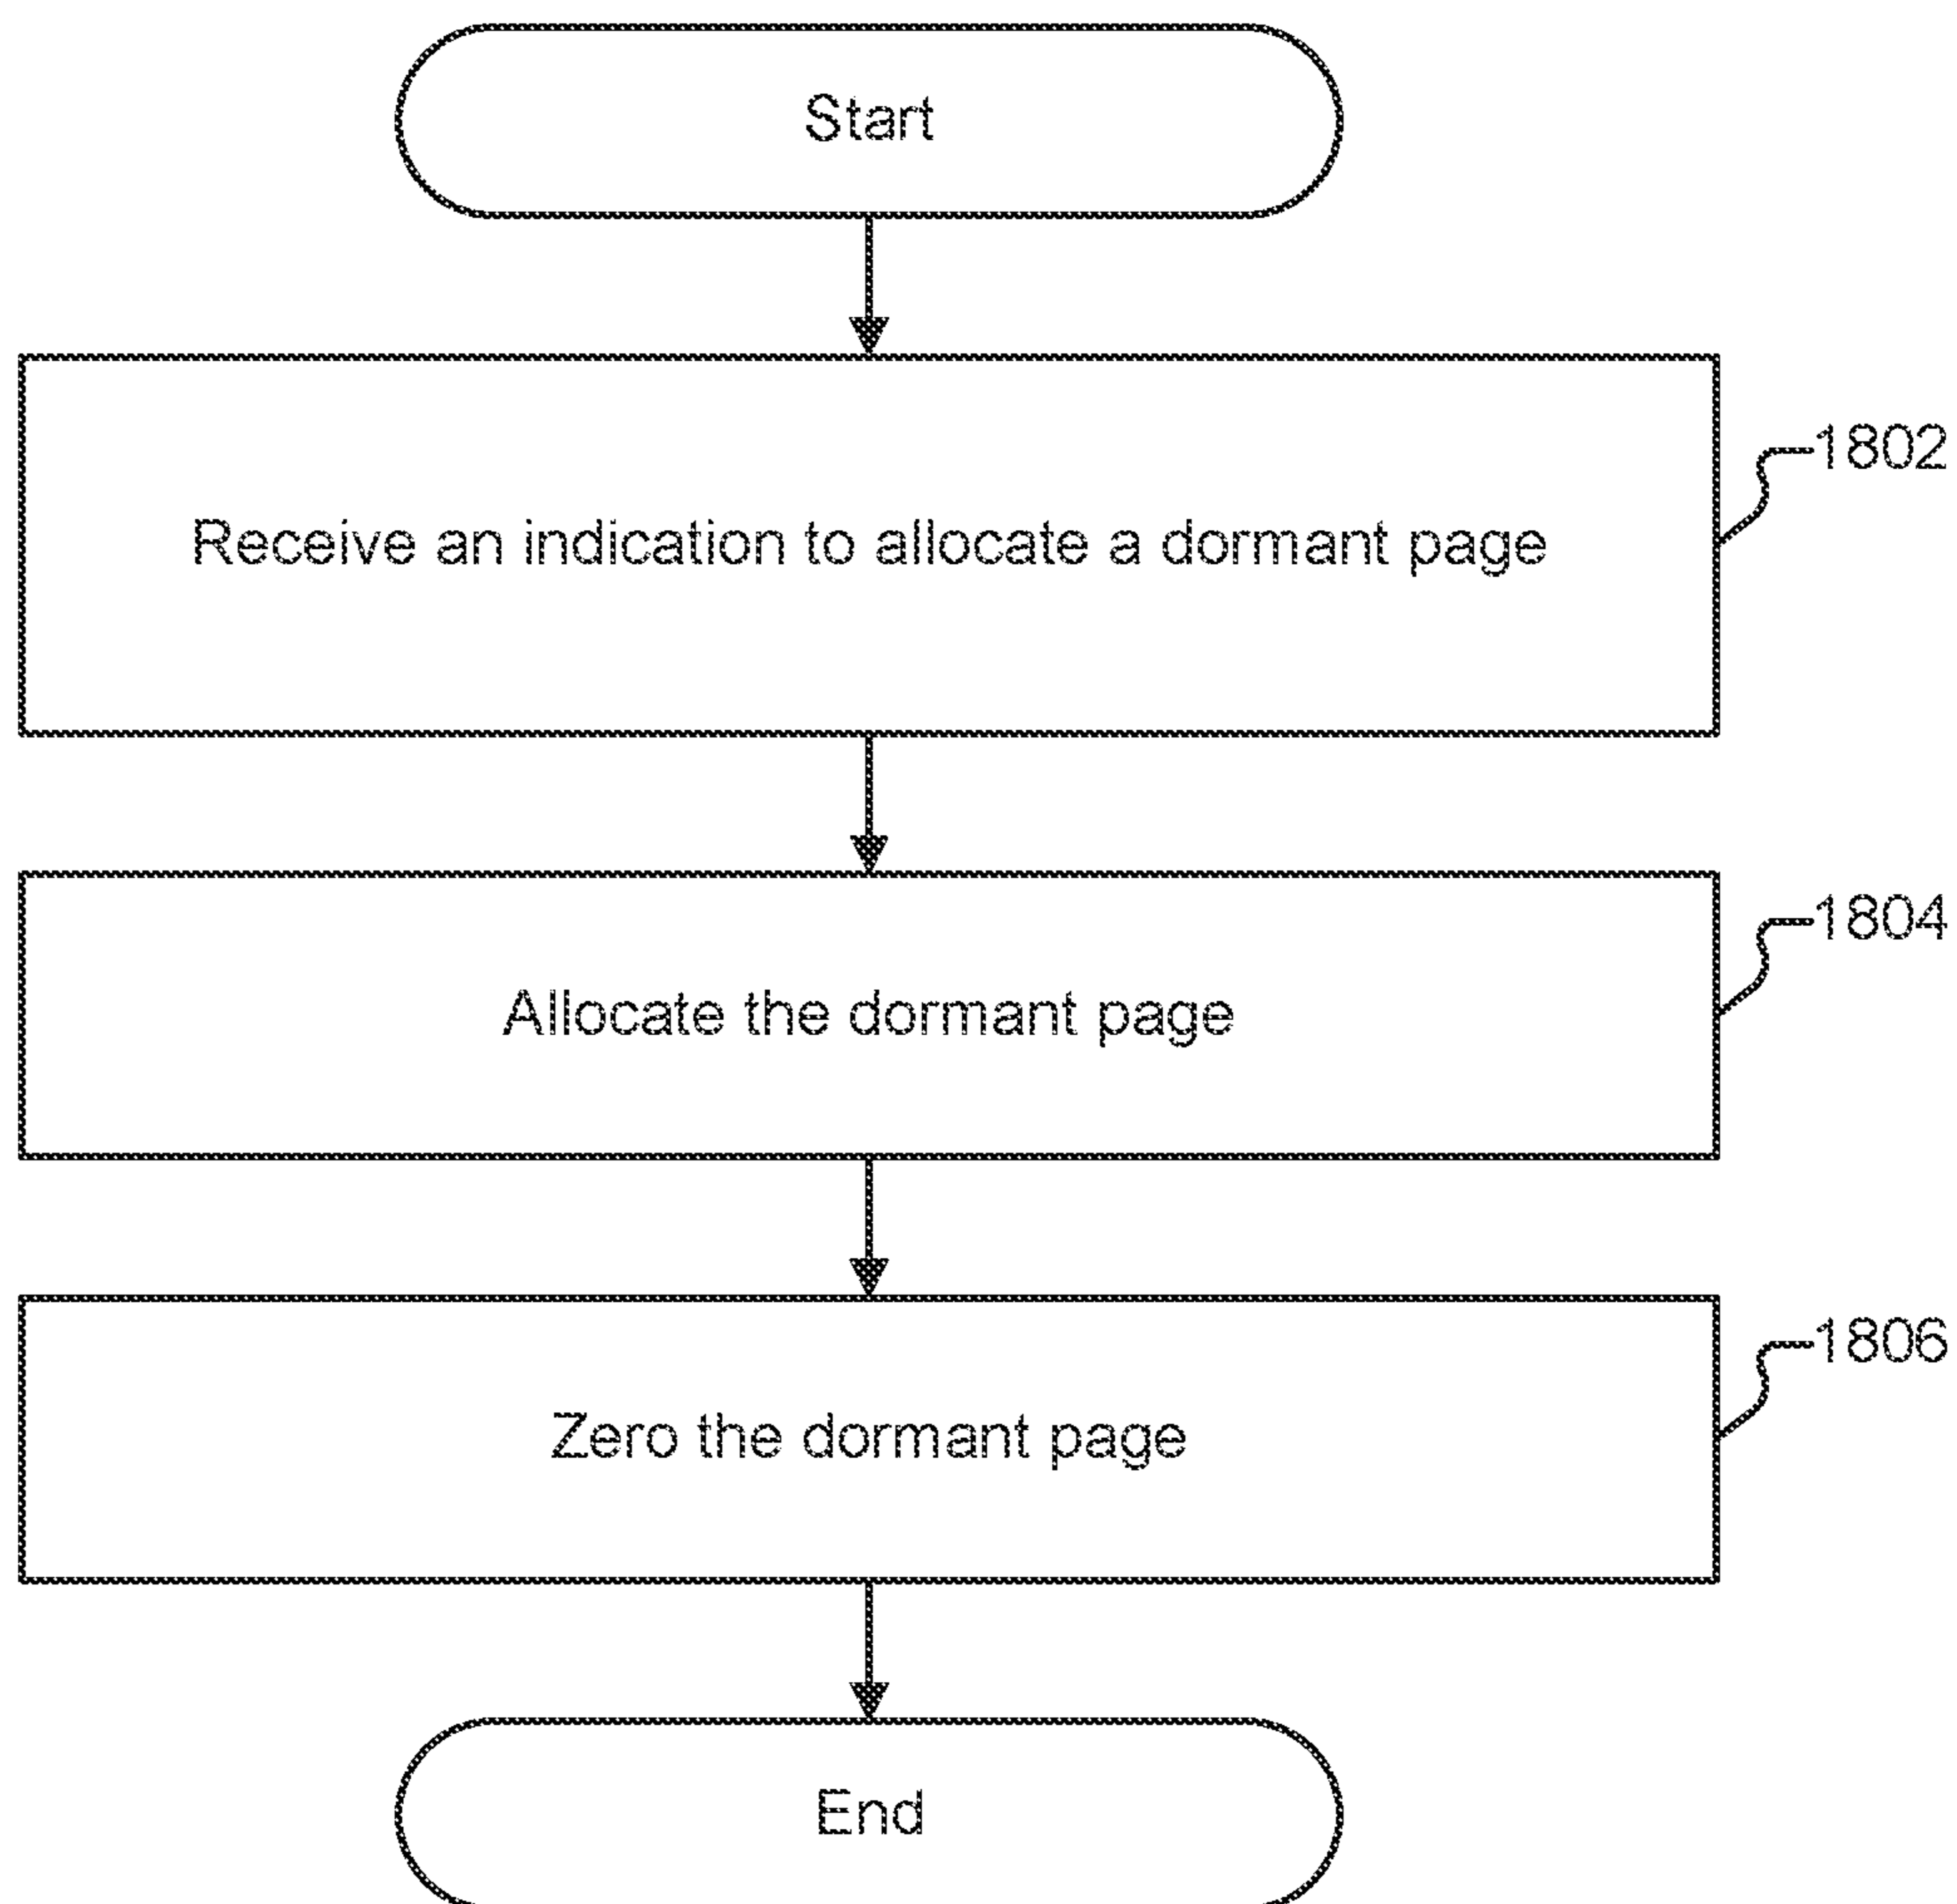 Start
Receive an indication to allocate a dormant page
1802
Allocate the dormant page
1804
Zero the dormant page
1806
End